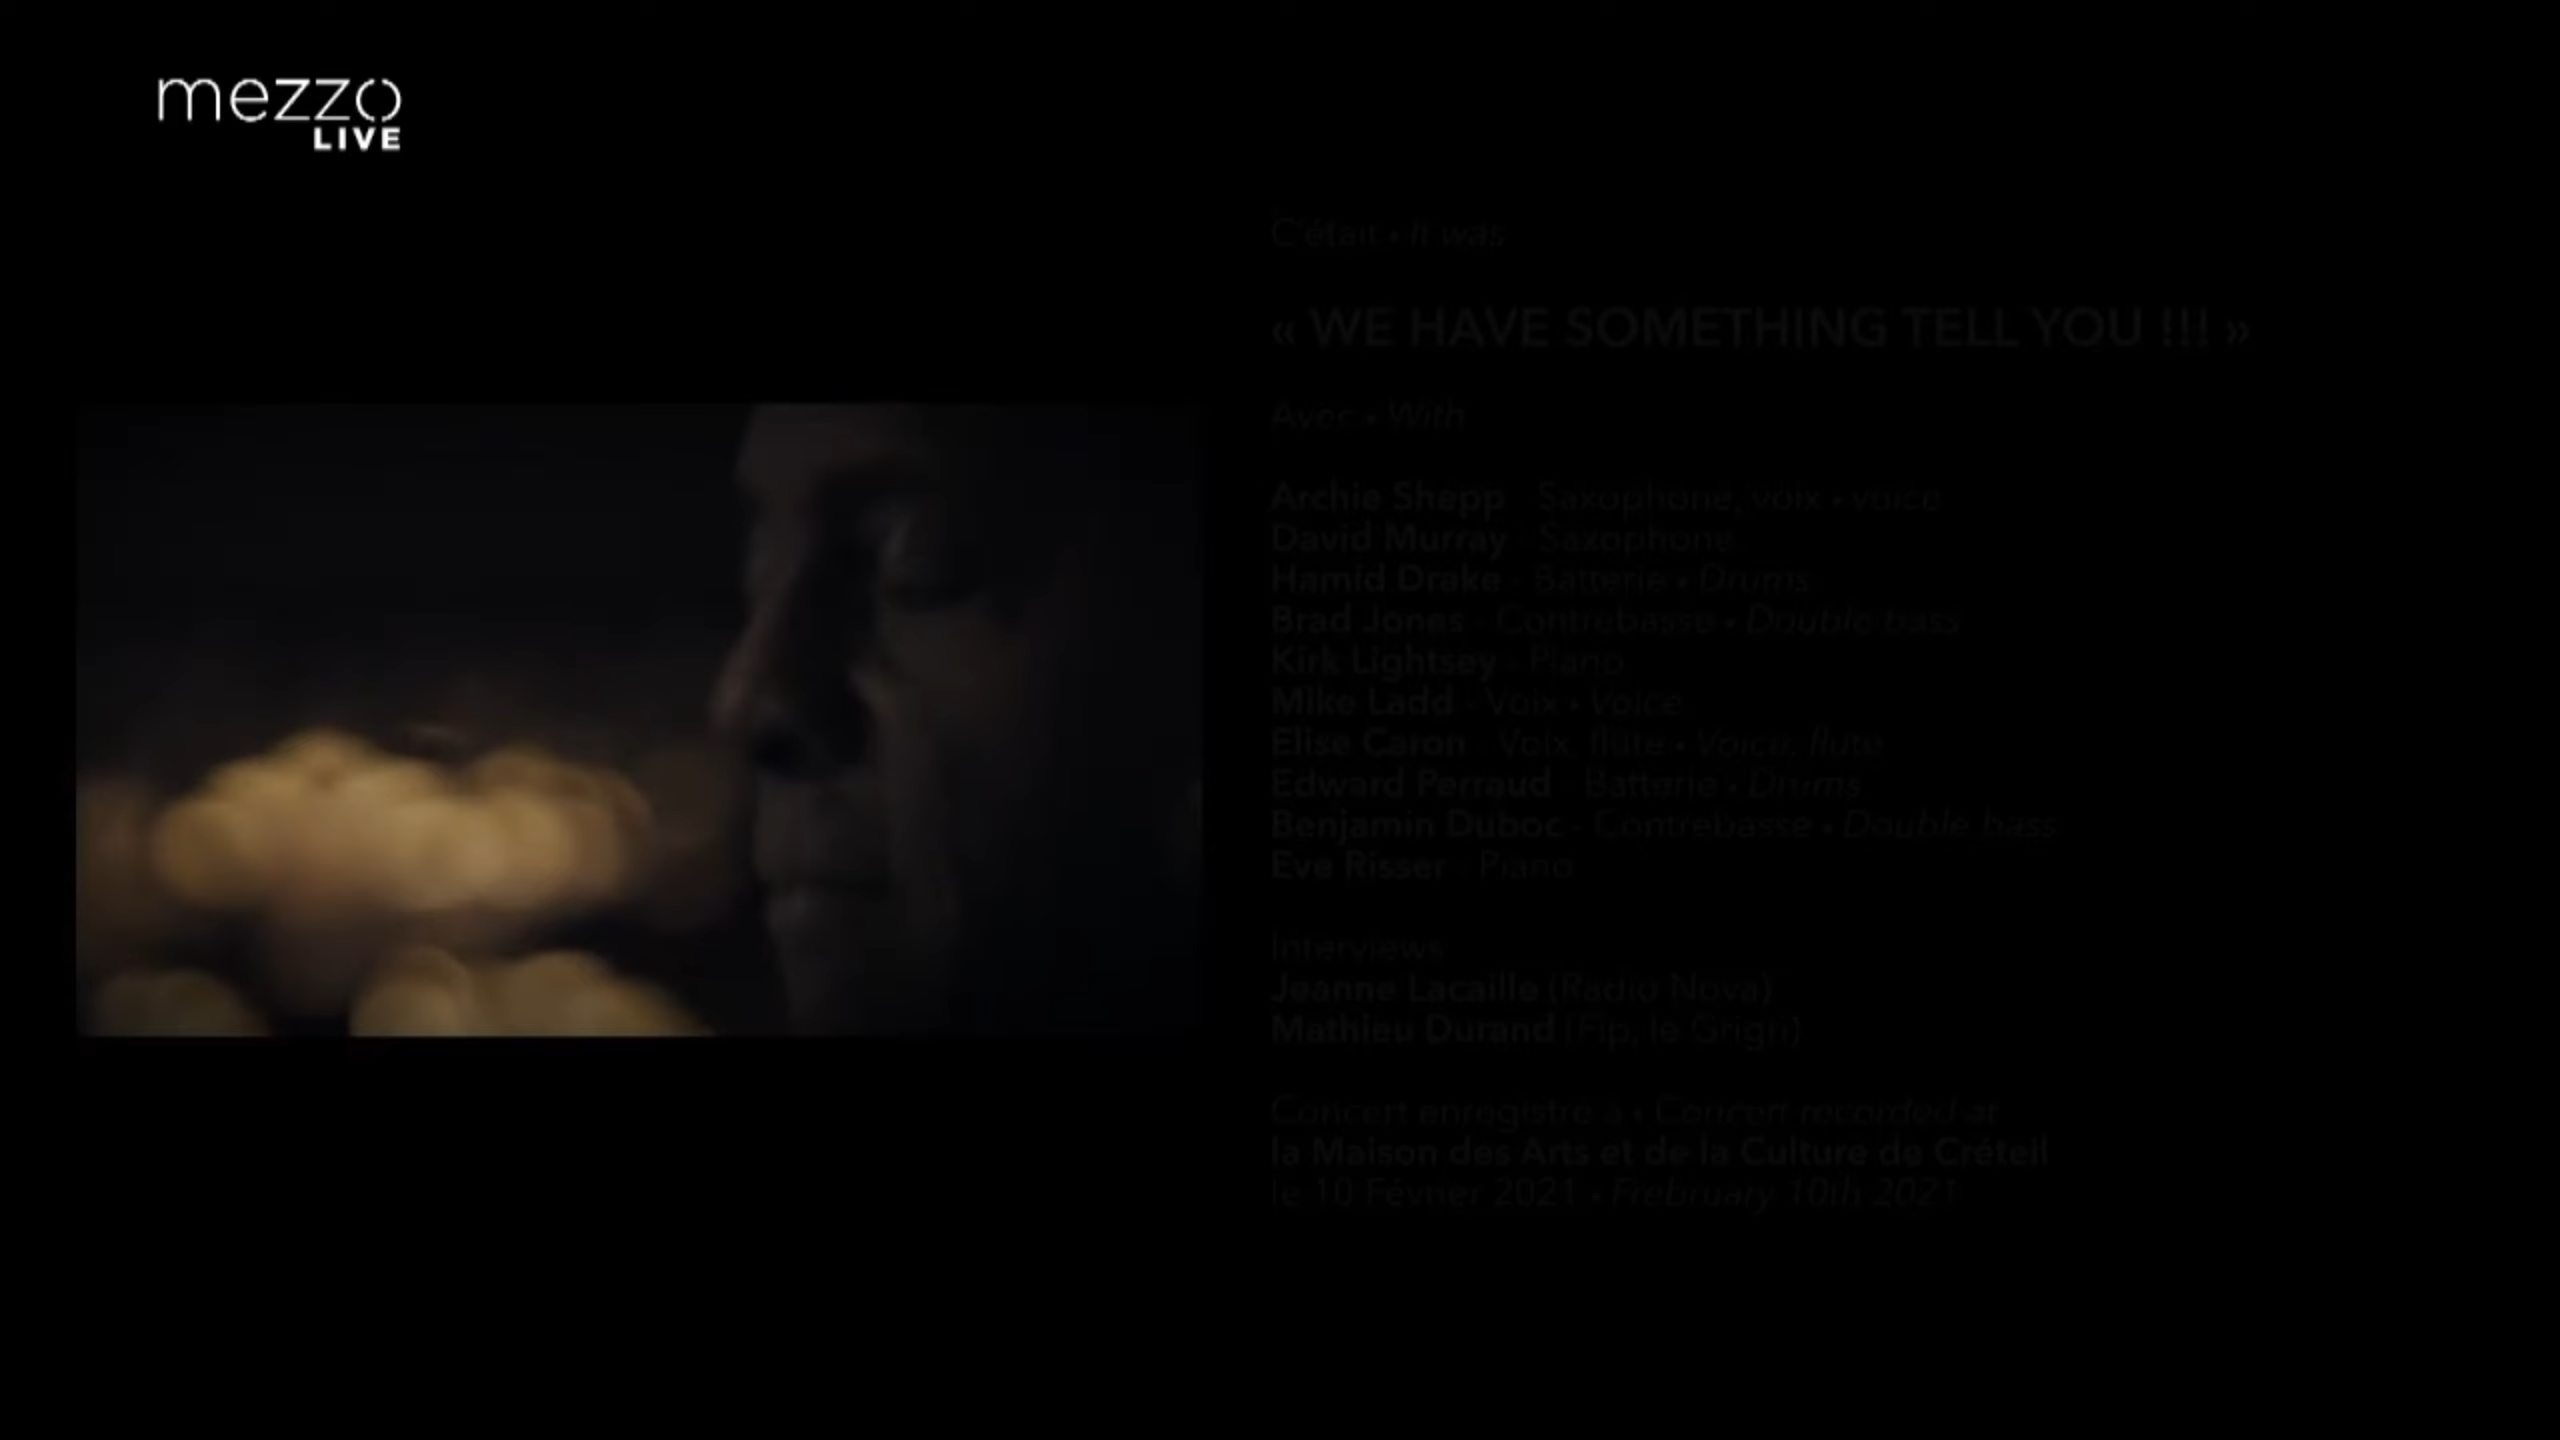 mezzo
LIVE
C'était • It was
« WE HAVE SOMETHING TELL YOU !!! »
Avec • With
Archie Shepp - Saxophone, voix • voice
David Murray - Saxophone
Hamid Drake - Batterie • Drums
Brad Jones - Contrebasse • Double bass
Kirk Lightsey - Piano
Mike Ladd - Voix • Voice
Elise Caron - Voix, flute • Voice, flute
Edward Perraud - Batterie • Drums
Benjamin Duboc - Contrebasse • Double bass
Eve Risser - Piano
Interviews
Jeanne Lacaille (Radio Nova)
Mathieu Durand (Fip, le Grigri)
Concert enregistré à • Concert recorded at
la Maison des Arts et de la Culture de Créteil
le 10 Février 2021 • Frebruary 10th 2021